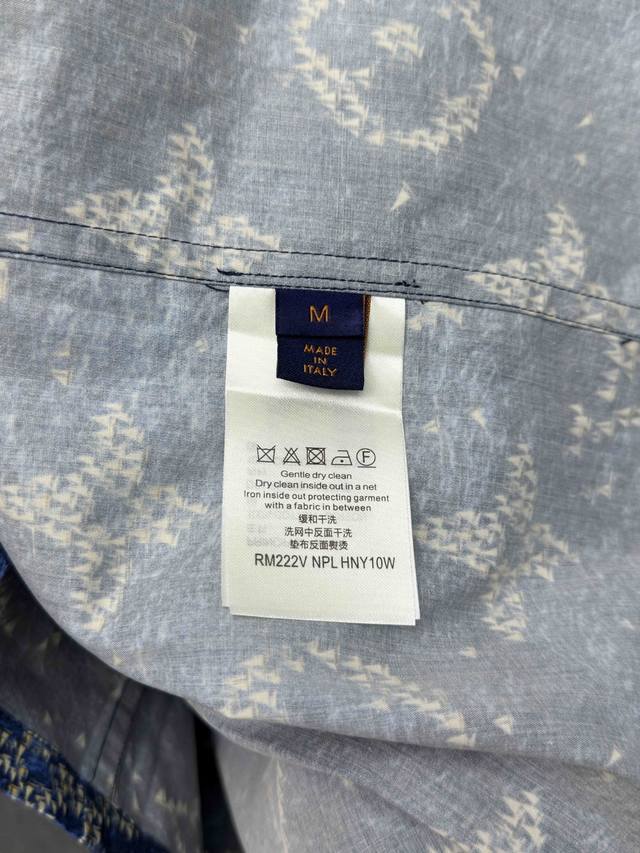 M
MADE
IN
ITALY
F
Gentle dry clean
Dry clean inside out in a net
Iron inside out protecting garment
with a fabric in between
缓和干洗
洗网中反面干洗
垫布反面熨烫
RM222V NPL HNY10W